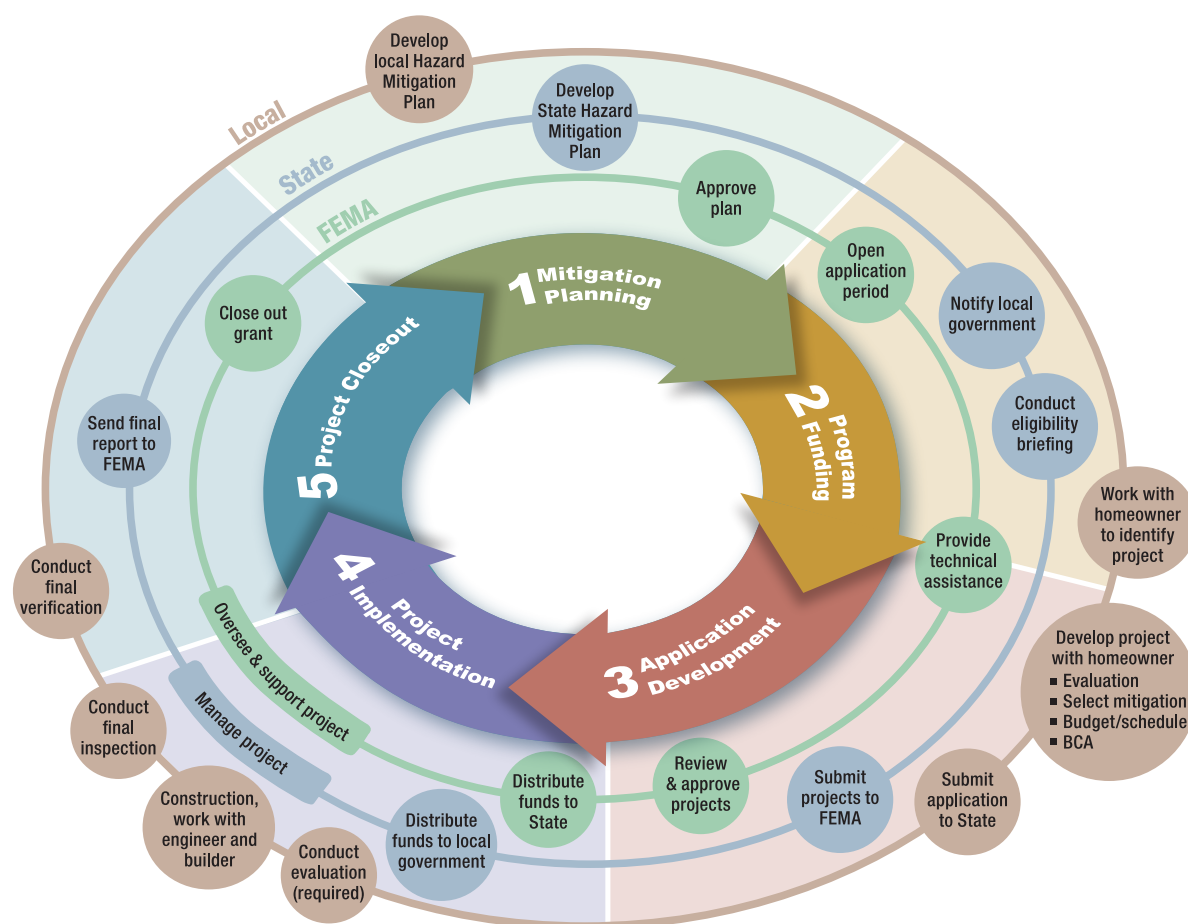 Develop
local Hazard
Mitigation
Plan
Develop
State Hazard
Mitigation
Plan
Local
State
FEMA
Approve
plan
Open
application
period
Close out
grant
1 Mitigation
Planning
Notify local
government
2 Program
Funding
5 Project Closeout
Conduct
eligibility
briefing
Send final
report to
FEMA
Work with
homeowner
to identify
project
Provide
technical
assistance
Conduct
final
verification
4 Project
Implementation
3 Application
Development
Oversee & support project
Develop project
with homeowner
▪ Evaluation
▪ Select mitigation
▪ Budget/schedule
▪ BCA
Conduct
final
inspection
Manage project
Distribute
funds to
State
Review
& approve
projects
Submit
projects to
FEMA
Submit
application
to State
Construction,
work with
engineer and
builder
Distribute
funds to local
government
Conduct
evaluation
(required)